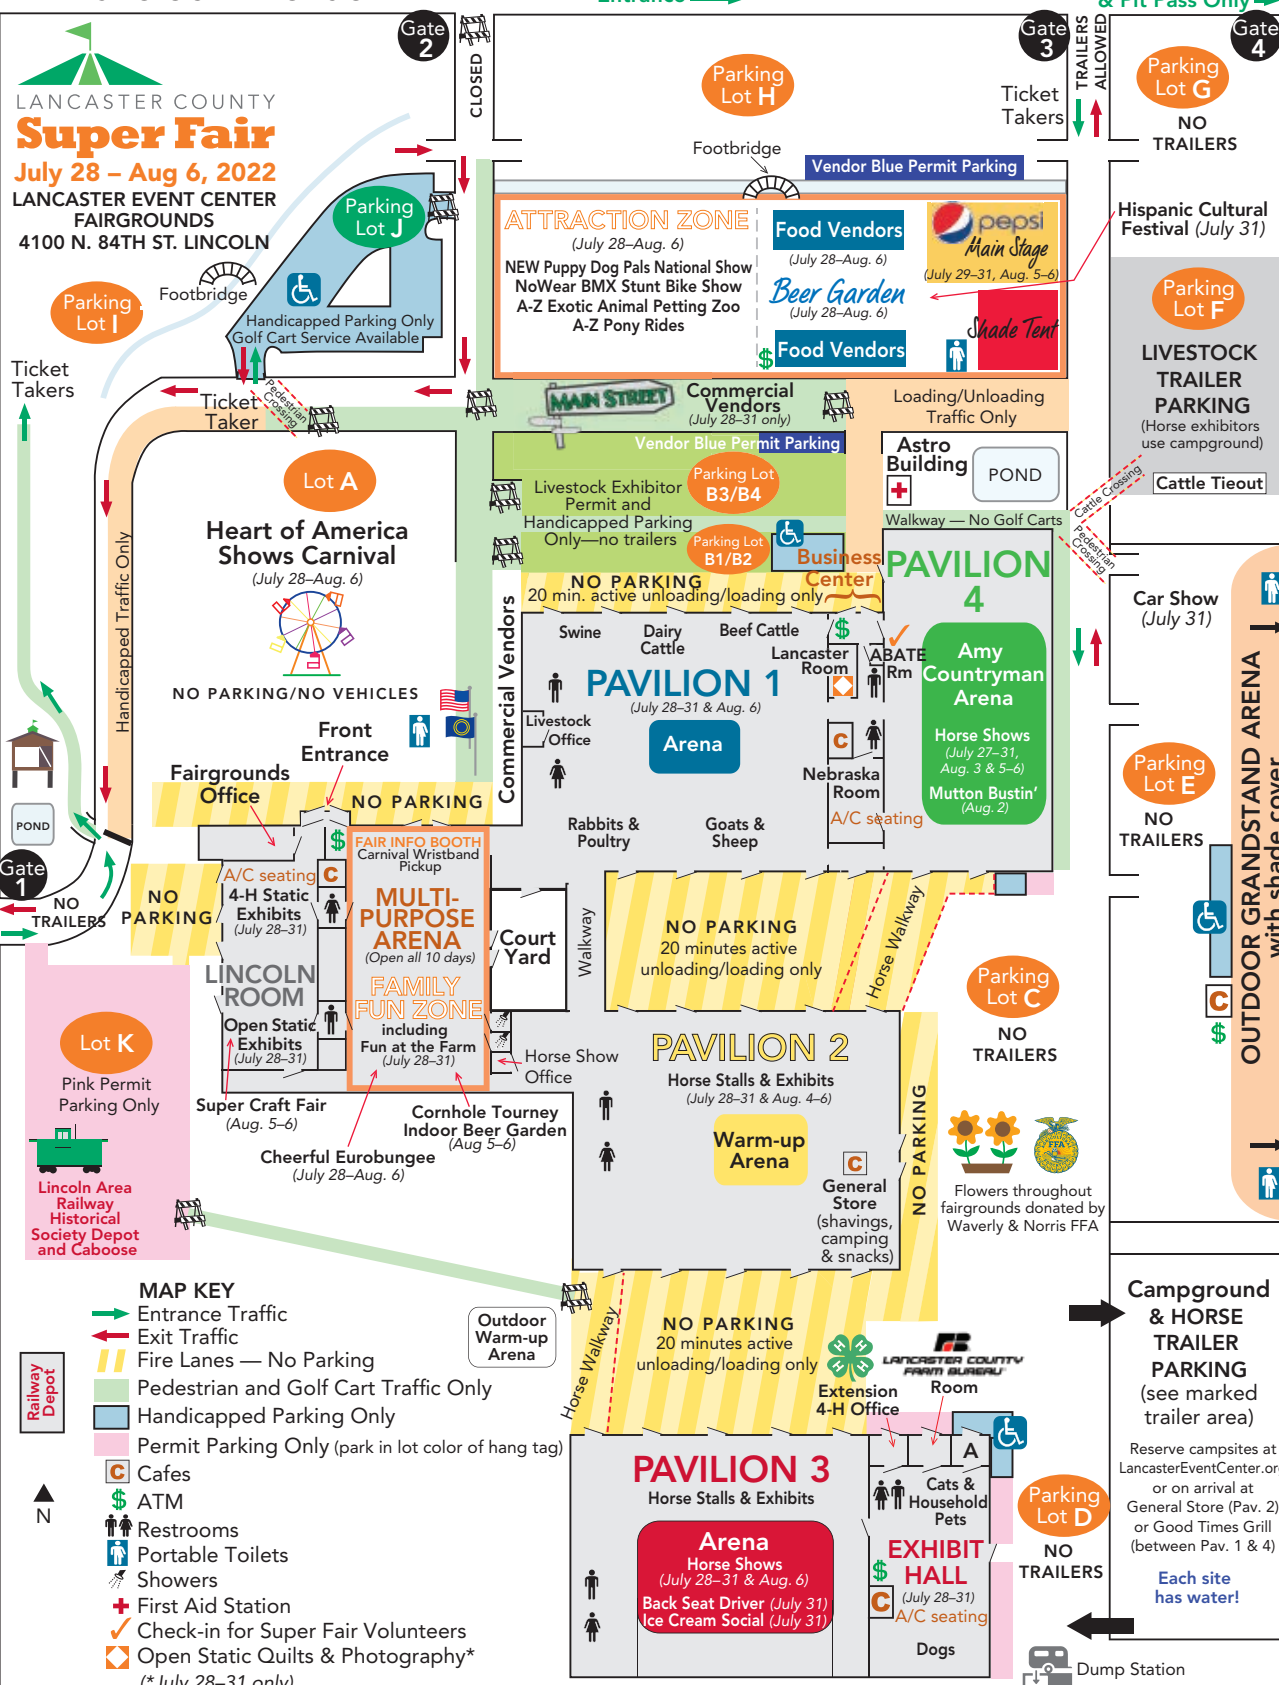 Entrance
& Pit Pass Only
Gate
2
CLOSED
Gate
3
TRAILERS
ALLOWED
Gate
4
LANCASTER COUNTY
Super Fair
July 28 – Aug 6, 2022
LANCASTER EVENT CENTER
FAIRGROUNDS
4100 N. 84TH ST. LINCOLN
Parking
Lot H
Ticket
Takers
Parking
Lot G
NO
TRAILERS
Footbridge
Vendor Blue Permit Parking
Parking
Lot J
Footbridge
Handicapped Parking Only
Golf Cart Service Available
Parking
Lot I
Ticket
Takers
Ticket
Taker
Pedestrian
Crossing
ATTRACTION ZONE
(July 28–Aug. 6)
NEW Puppy Dog Pals National Show
NoWear BMX Stunt Bike Show
A-Z Exotic Animal Petting Zoo
A-Z Pony Rides
Food Vendors
(July 28–Aug. 6)
Beer Garden
(July 28–Aug. 6)
$ Food Vendors
pepsi
Main Stage
(July 29–31, Aug. 5–6)
Shade Tent
Hispanic Cultural
Festival (July 31)
Parking
Lot F
LIVESTOCK
TRAILER
PARKING
(Horse exhibitors
use campground)
Cattle Tieout
Cattle Crossing
Pedestrian
Crossing
MAIN STREET
Commercial
Vendors
(July 28–31 only)
Loading/Unloading
Traffic Only
Vendor Blue Permit Parking
Livestock Exhibitor
Permit and
Handicapped Parking
Only—no trailers
Parking Lot
B3/B4
Parking Lot
B1/B2
Astro
Building
POND
Walkway — No Golf Carts
Business
Center
NO PARKING
20 min. active unloading/loading only
Handicapped Traffic Only
Lot A
Heart of America
Shows Carnival
(July 28–Aug. 6)
NO PARKING/NO VEHICLES
Front
Entrance
Fairgrounds
Office
NO PARKING
Commercial Vendors
Swine
Dairy
Cattle
Beef Cattle
$
Lancaster
Room
ABATE
Rm
PAVILION 1
(July 28–31 & Aug. 6)
Arena
Livestock
Office
C
Nebraska
Room
A/C seating
Rabbits &
Poultry
Goats &
Sheep
PAVILION
4
Amy
Countryman
Arena
Horse Shows
(July 27–31,
Aug. 3 & 5–6)
Mutton Bustin'
(Aug. 2)
Car Show
(July 31)
Parking
Lot E
NO
TRAILERS
OUTDOOR GRANDSTAND ARENA
with shade cover
C
$
POND
Gate
1
NO
TRAILERS
NO
PARKING
A/C seating
4-H Static
Exhibits
(July 28–31)
LINCOLN
ROOM
Open Static
Exhibits
(July 28–31)
$
C
FAIR INFO BOOTH
Carnival Wristband
Pickup
MULTI-
PURPOSE
ARENA
(Open all 10 days)
FAMILY
FUN ZONE
including
Fun at the Farm
(July 28–31)
Court
Yard
Walkway
NO PARKING
20 minutes active
unloading/loading only
Horse Walkway
Parking
Lot C
NO
TRAILERS
Horse Show
Office
Super Craft Fair
(Aug. 5–6)
Cheerful Eurobungee
(July 28–Aug. 6)
Cornhole Tourney
Indoor Beer Garden
(Aug 5–6)
PAVILION 2
Horse Stalls & Exhibits
(July 28–31 & Aug. 4–6)
Warm-up
Arena
C
General
Store
(shavings,
camping
& snacks)
NO PARKING
FFA
Flowers throughout
fairgrounds donated by
Waverly & Norris FFA
Lot K
Pink Permit
Parking Only
Lincoln Area
Railway
Historical
Society Depot
and Caboose
Outdoor
Warm-up
Arena
Horse Walkway
NO PARKING
20 minutes active
unloading/loading only
H H H H
Extension
4-H Office
LANCASTER COUNTY
FARM BUREAU
Room
Campground
& HORSE
TRAILER
PARKING
(see marked
trailer area)
Reserve campsites at
LancasterEventCenter.org
or on arrival at
General Store (Pav. 2)
or Good Times Grill
(between Pav. 1 & 4)
Each site
has water!
Dump Station
PAVILION 3
Horse Stalls & Exhibits
Arena
Horse Shows
(July 28–31 & Aug. 6)
Back Seat Driver (July 31)
Ice Cream Social (July 31)
A
Cats &
Household
Pets
EXHIBIT
HALL
(July 28–31)
$
C
A/C seating
Dogs
Parking
Lot D
NO
TRAILERS
Railway
Depot
N
MAP KEY
Entrance Traffic
Exit Traffic
Fire Lanes — No Parking
Pedestrian and Golf Cart Traffic Only
Handicapped Parking Only
Permit Parking Only (park in lot color of hang tag)
C Cafes
$ ATM
Restrooms
Portable Toilets
Showers
First Aid Station
Check-in for Super Fair Volunteers
Open Static Quilts & Photography*
(* July 28–31 only)